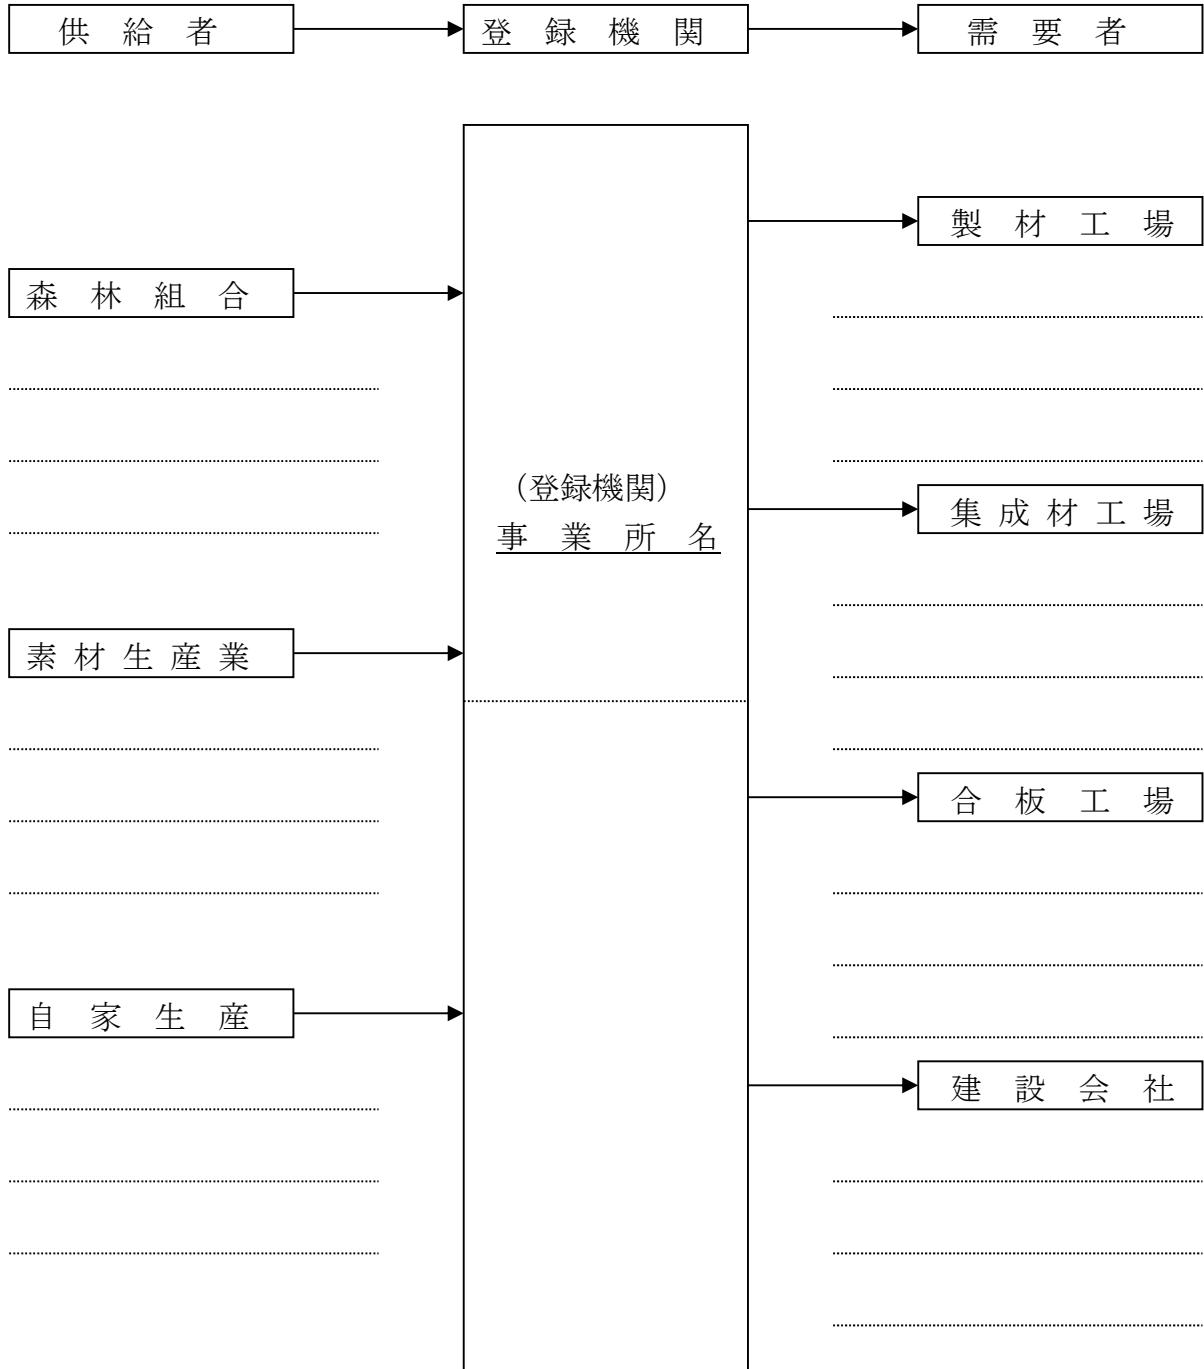 供給者
登録機関
需要者
製材工場
森林組合
(登録機関)
事業所名
集成材工場
素材生産業
合板工場
自家生産
建設会社